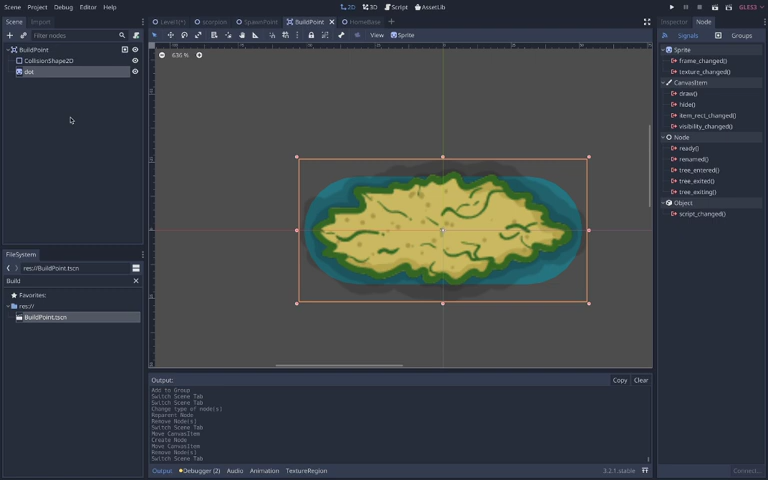 Scene Project Debug Editor Help
2D 3D Script AssetLib
GLES3
Scene Import
Level1(*) scorpion SpawnPoint BuildPoint HomeBase
Inspector Node
Filter nodes
View Sprite
Signals Groups
BuildPoint
CollisionShape2D
dot
636 %
Sprite
frame_changed()
texture_changed()
CanvasItem
draw()
hide()
item_rect_changed()
visibility_changed()
Node
ready()
renamed()
tree_entered()
tree_exited()
tree_exiting()
Object
script_changed()
FileSystem
res://BuildPoint.tscn
Build
Favorites:
res://
BuildPoint.tscn
Output:
Copy Clear
Add to Group
Switch Scene Tab
Switch Scene Tab
Change type of node(s)
Reparent Node
Remove Node(s)
Switch Scene Tab
Move CanvasItem
Create Node
Move CanvasItem
Remove Node(s)
Switch Scene Tab
Output Debugger (2) Audio Animation TextureRegion
3.2.1.stable
Connect...